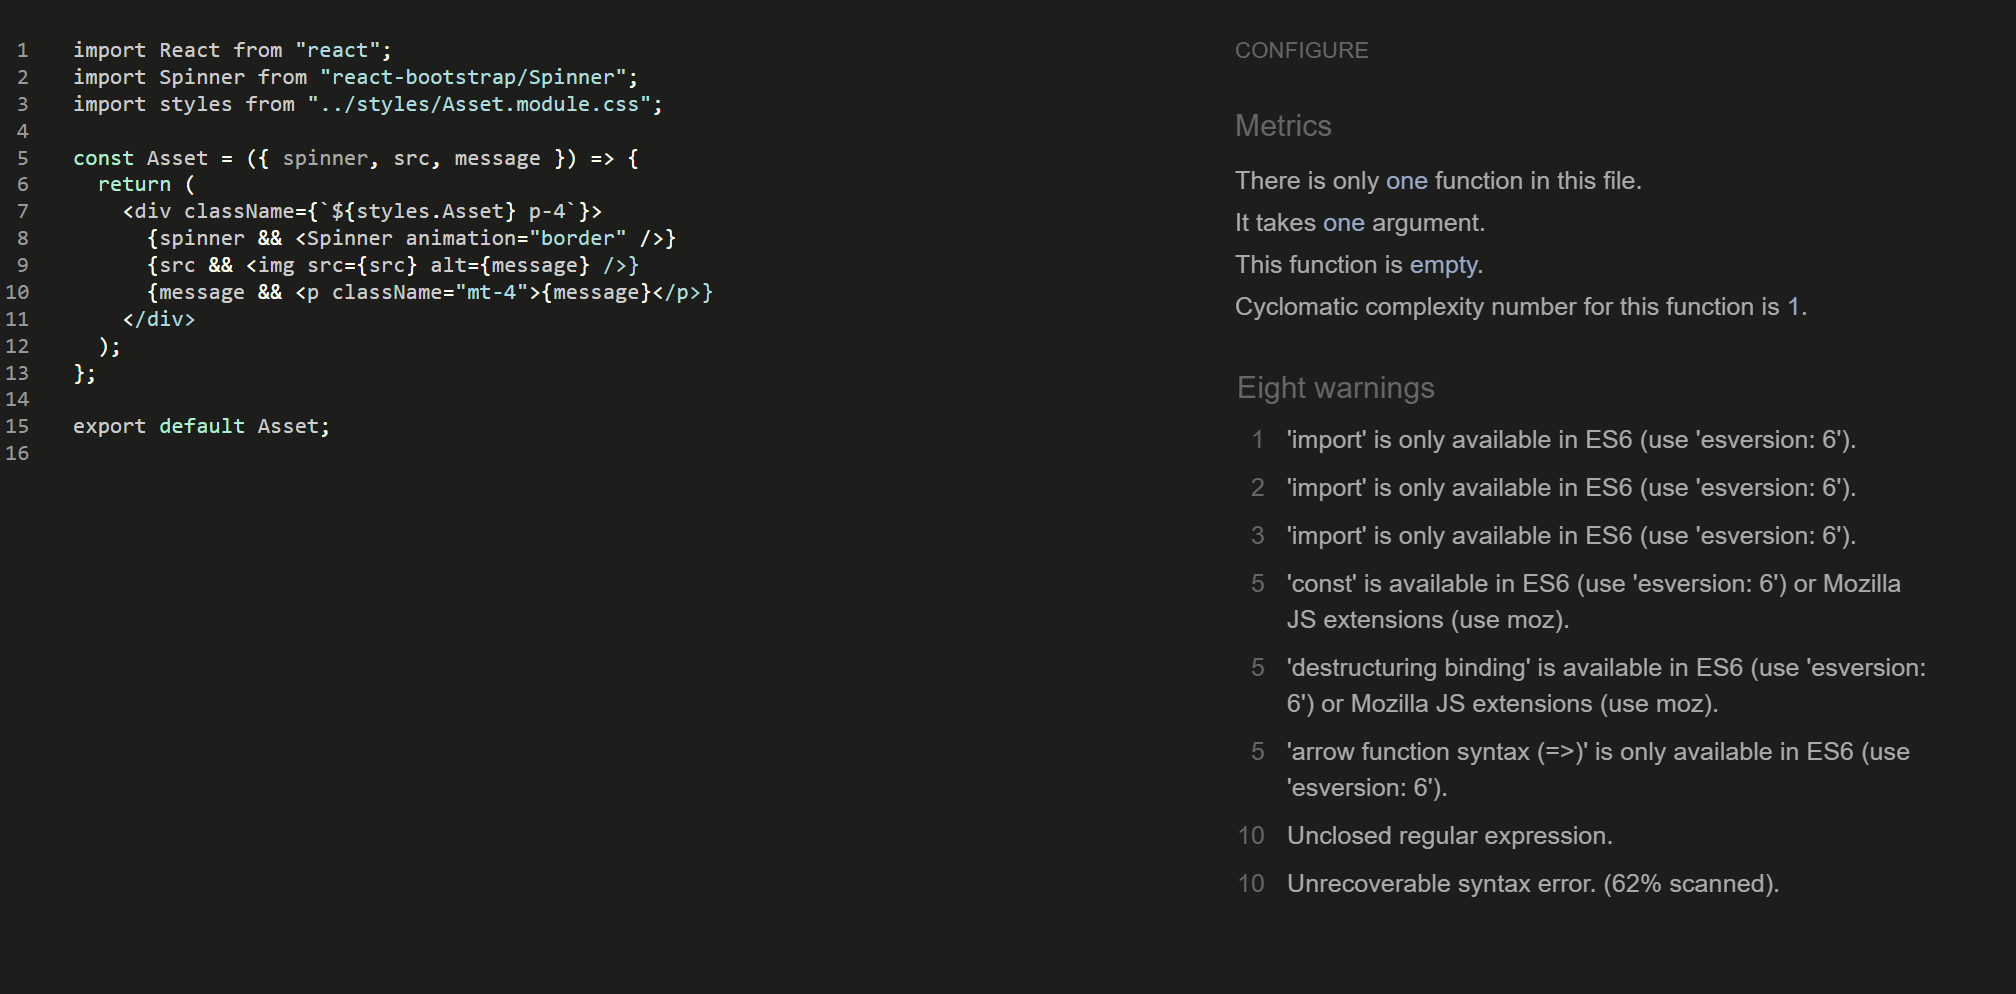 1 import React from "react";
2 import Spinner from "react-bootstrap/Spinner";
3 import styles from "../styles/Asset.module.css";
4
5 const Asset = ({ spinner, src, message }) => {
6   return (
7     <div className={`${styles.Asset} p-4`}>
8       {spinner && <Spinner animation="border" />}
9       {src && <img src={src} alt={message} />}
10       {message && <p className="mt-4">{message}</p>}
11     </div>
12   );
13 };
14
15 export default Asset;
16
CONFIGURE
Metrics
There is only one function in this file.
It takes one argument.
This function is empty.
Cyclomatic complexity number for this function is 1.
Eight warnings
1 'import' is only available in ES6 (use 'esversion: 6').
2 'import' is only available in ES6 (use 'esversion: 6').
3 'import' is only available in ES6 (use 'esversion: 6').
5 'const' is available in ES6 (use 'esversion: 6') or Mozilla
JS extensions (use moz).
5 'destructuring binding' is available in ES6 (use 'esversion:
6') or Mozilla JS extensions (use moz).
5 'arrow function syntax (=>)' is only available in ES6 (use
'esversion: 6').
10 Unclosed regular expression.
10 Unrecoverable syntax error. (62% scanned).